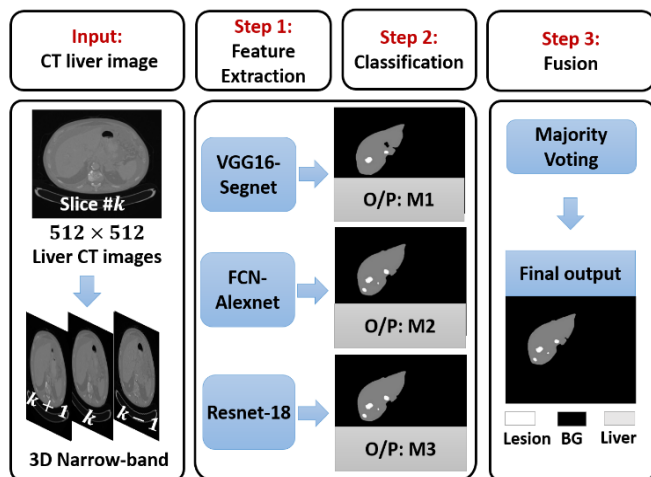 Input:
CT liver image
Step 1:
Feature
Extraction
Step 2:
Classification
Step 3:
Fusion
Slice #k
512 × 512
Liver CT images
k + 1
k
k − 1
3D Narrow-band
VGG16-
Segnet
O/P: M1
FCN-
Alexnet
O/P: M2
Resnet-18
O/P: M3
Majority
Voting
Final output
Lesion BG Liver